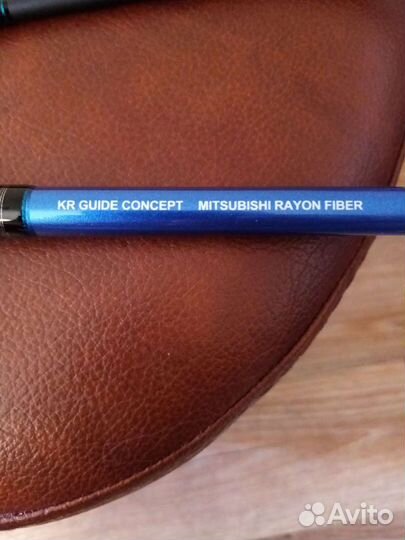 KR GUIDE CONCEPT MITSUBISHI RAYON FIBER
Avito